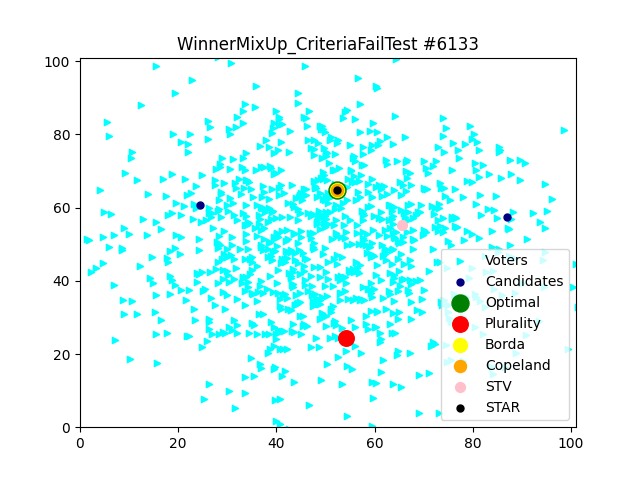 WinnerMixUp_CriteriaFailTest #6133
100
80
60
40
20
0
0
20
40
60
80
100
Voters
Candidates
Optimal
Plurality
Borda
Copeland
STV
STAR